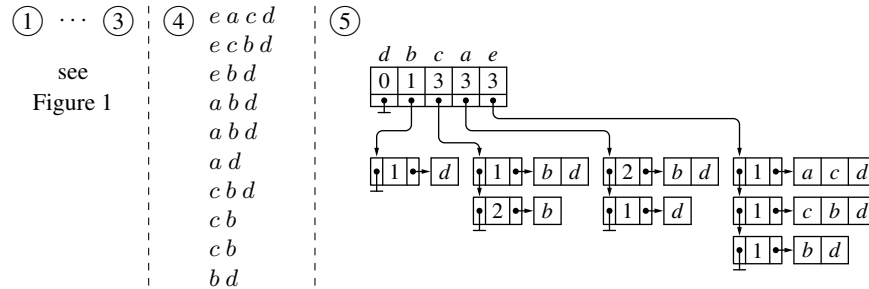 ① ··· ③
see
Figure 1
④
e a c d
e c b d
e b d
a b d
a b d
a d
c b d
c b
c b
b d
⑤
d b c a e
0 1 3 3 3
1 d 1 b d 2 b d 1 a c d
2 b 1 d 1 c b d
1 b d